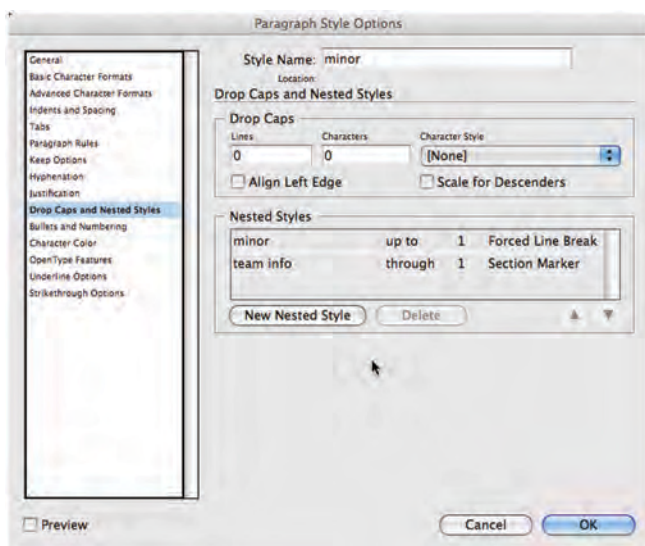 Paragraph Style Options
General
Basic Character Formats
Advanced Character Formats
Indents and Spacing
Tabs
Paragraph Rules
Keep Options
Hyphenation
Justification
Drop Caps and Nested Styles
Bullets and Numbering
Character Color
OpenType Features
Underline Options
Strikethrough Options
Style Name: minor
Location:
Drop Caps and Nested Styles
Drop Caps
Lines Characters Character Style
0 0 [None]
Align Left Edge Scale for Descenders
Nested Styles
minor up to 1 Forced Line Break
team info through 1 Section Marker
New Nested Style Delete
Preview Cancel OK